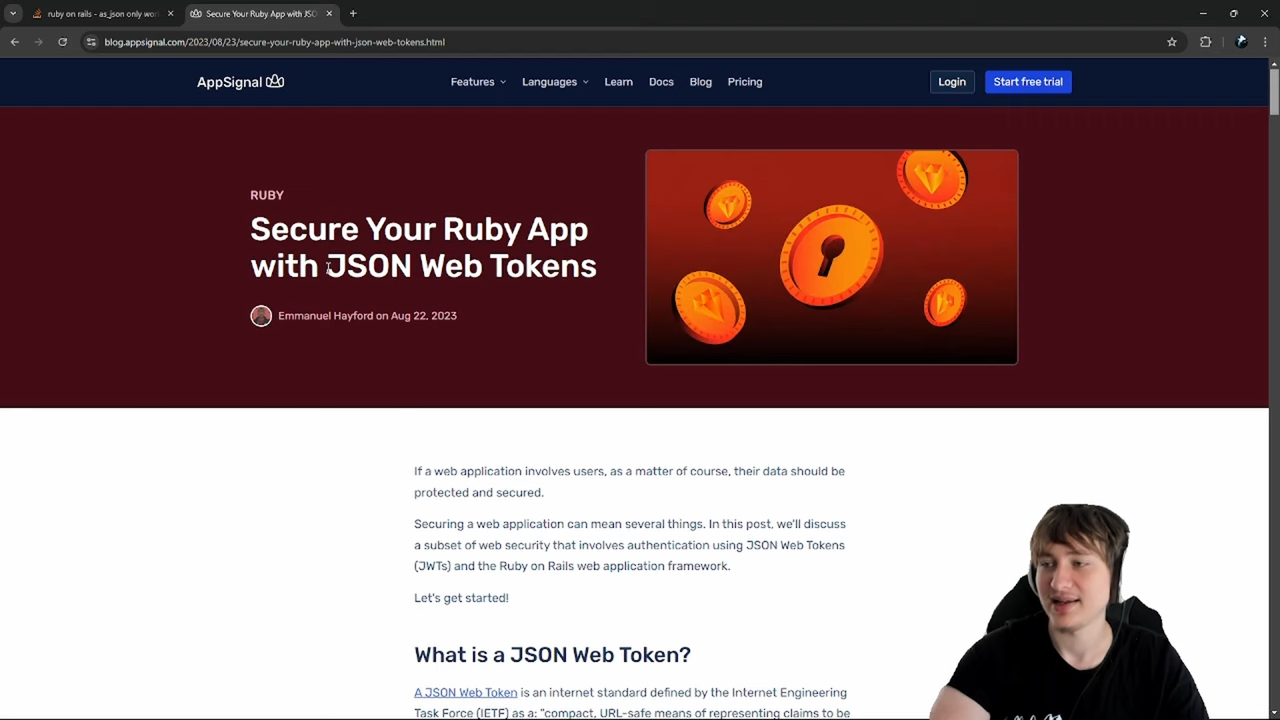 ruby on rails - as_json only wor
Secure Your Ruby App with JSO
blog.appsignal.com/2023/08/23/secure-your-ruby-app-with-json-web-tokens.html
AppSignal
Features
Languages
Learn
Docs
Blog
Pricing
Login
Start free trial
RUBY
Secure Your Ruby App
with JSON Web Tokens
Emmanuel Hayford on Aug 22, 2023
If a web application involves users, as a matter of course, their data should be
protected and secured.
Securing a web application can mean several things. In this post, we'll discuss
a subset of web security that involves authentication using JSON Web Tokens
(JWTs) and the Ruby on Rails web application framework.
Let's get started!
What is a JSON Web Token?
A JSON Web Token is an internet standard defined by the Internet Engineering
Task Force (IETF) as a: "compact, URL-safe means of representing claims to be